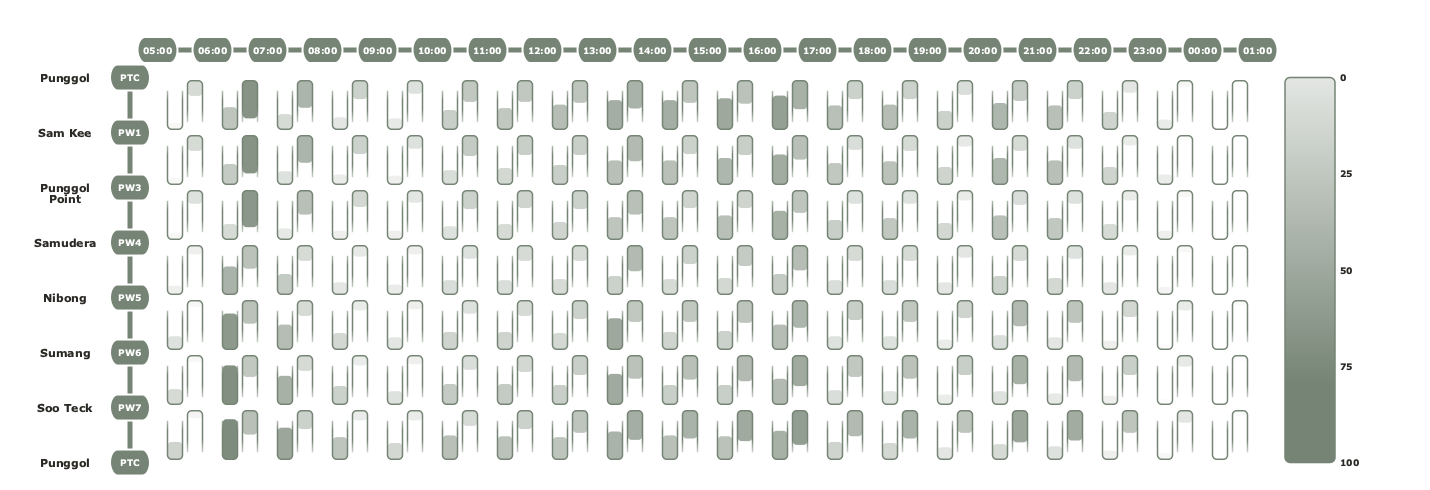 05:00 06:00 07:00 08:00 09:00 10:00 11:00 12:00 13:00 14:00 15:00 16:00 17:00 18:00 19:00 20:00 21:00 22:00 23:00 00:00 01:00
Punggol PTC 0
Sam Kee PW1
25
Punggol
Point
PW3
Samudera PW4
50
Nibong PW5
Sumang PW6
75
Soo Teck PW7
Punggol PTC 100